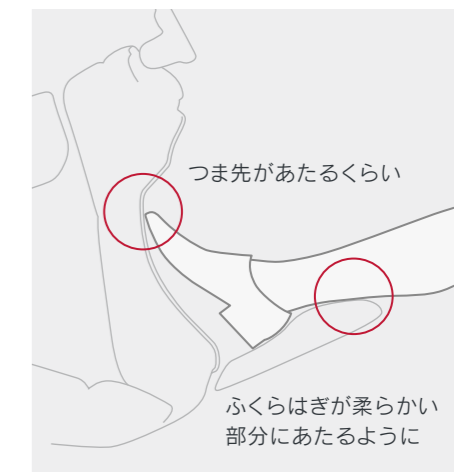 つま先があたるくらい
ふくらはぎが柔らかい
部分にあたるように